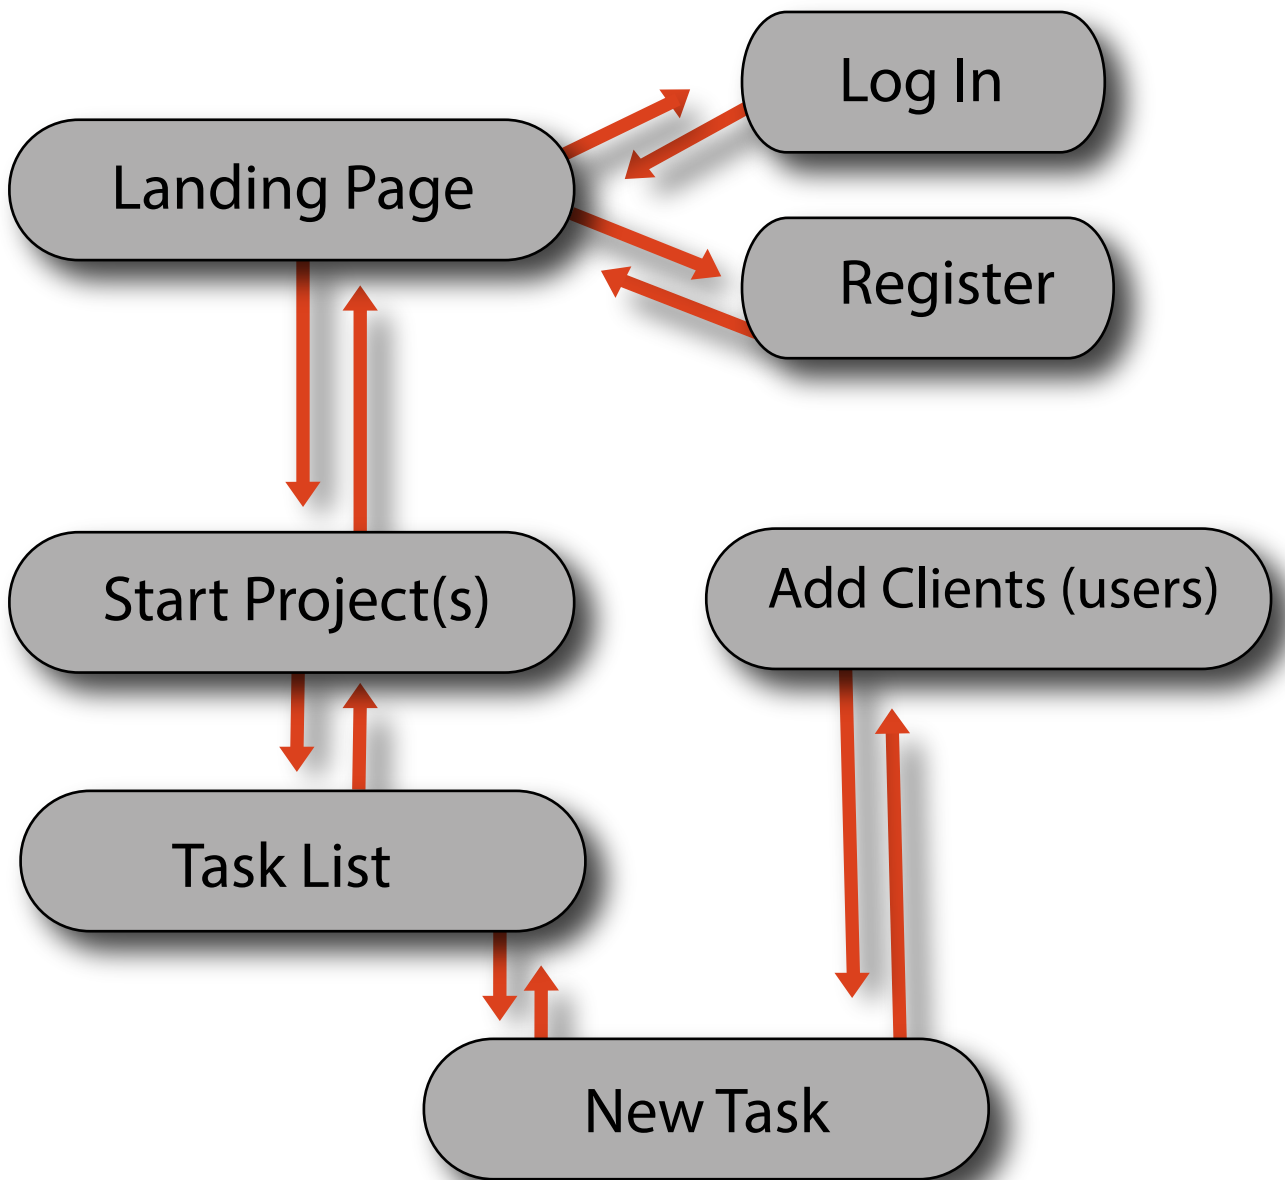 Log In
Landing Page
Register
Start Project(s)
Add Clients (users)
Task List
New Task